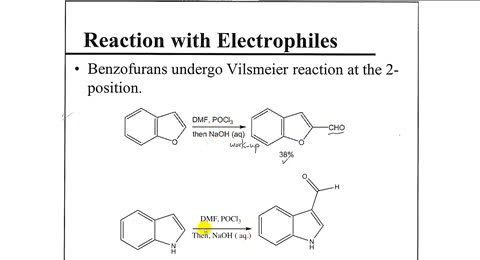 Reaction with Electrophiles
• Benzofurans undergo Vilsmeier reaction at the 2-
position.
DMF, POCl3
then NaOH (aq)
work-up
O
CHO
O
38%
O
H
DMF, POCl3
Then, NaOH ( aq.)
N
H
N
H